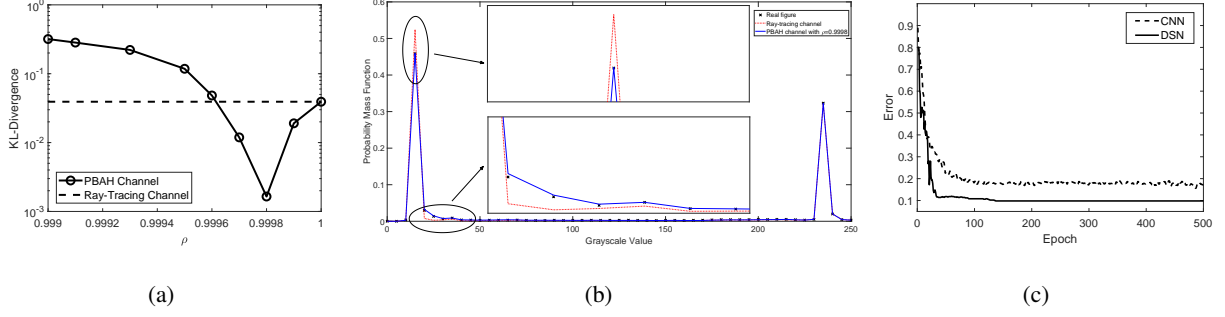 10^0
10^-1
10^-2
10^-3
KL-Divergence
PBAH Channel
Ray-Tracing Channel
0.999 0.9992 0.9994 0.9996 0.9998 1
ρ
(a)
0.6
0.5
0.4
0.3
0.2
0.1
0
Probability Mass Function
Real figure
Ray-tracing channel
PBAH channel with ρ=0.9998
0 50 100 150 200 250
Grayscale Value
(b)
0.9
0.8
0.7
0.6
0.5
0.4
0.3
0.2
0.1
Error
CNN
DSN
0 100 200 300 400 500
Epoch
(c)